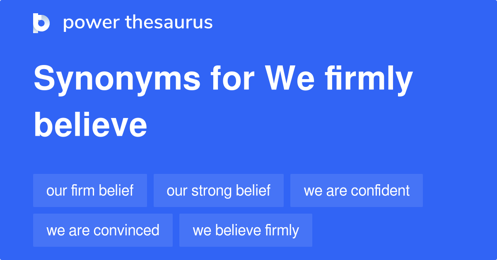 power thesaurus
Synonyms for We firmly
believe
our firm belief our strong belief we are confident
we are convinced we believe firmly